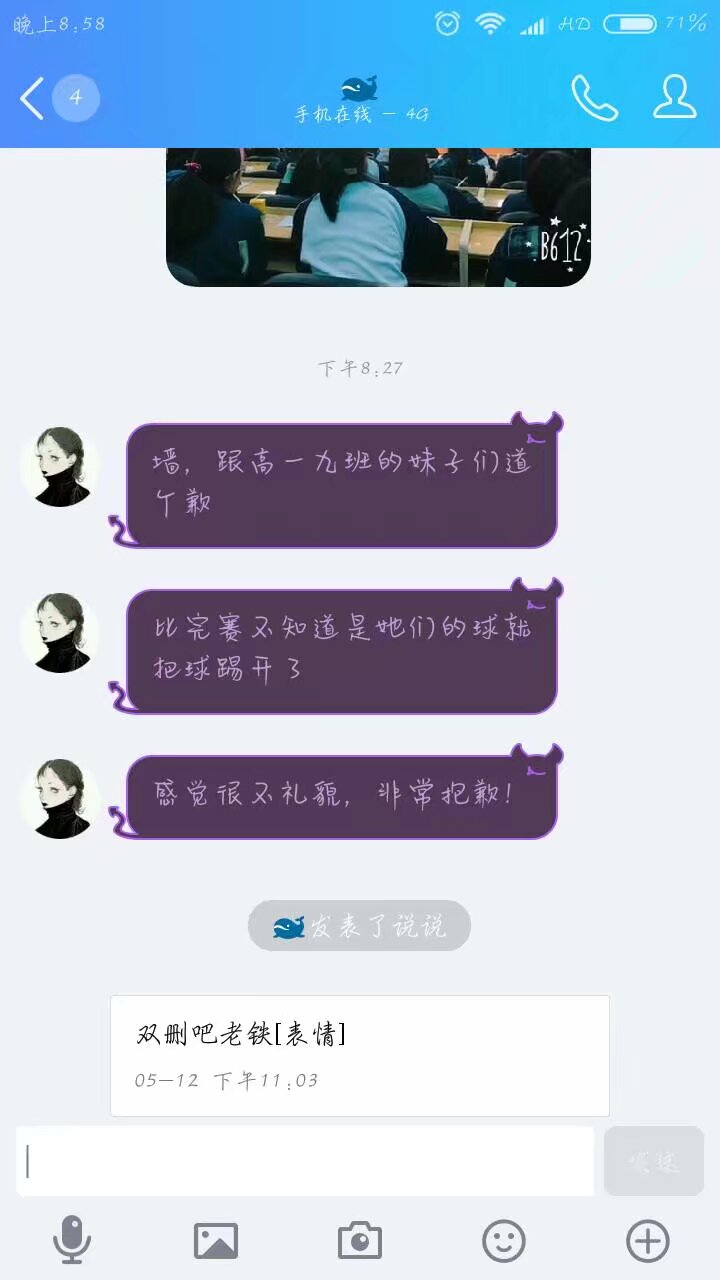 晚上8:58
HD
71%
4
手机在线 - 4G
B612
下午8:27
墙，跟高一九班的妹子们道
个歉
比完赛不知道是她们的球就
把球踢开了
感觉很不礼貌，非常抱歉！
发表了说说
双删吧老铁[表情]
05-12 下午11:03
发送